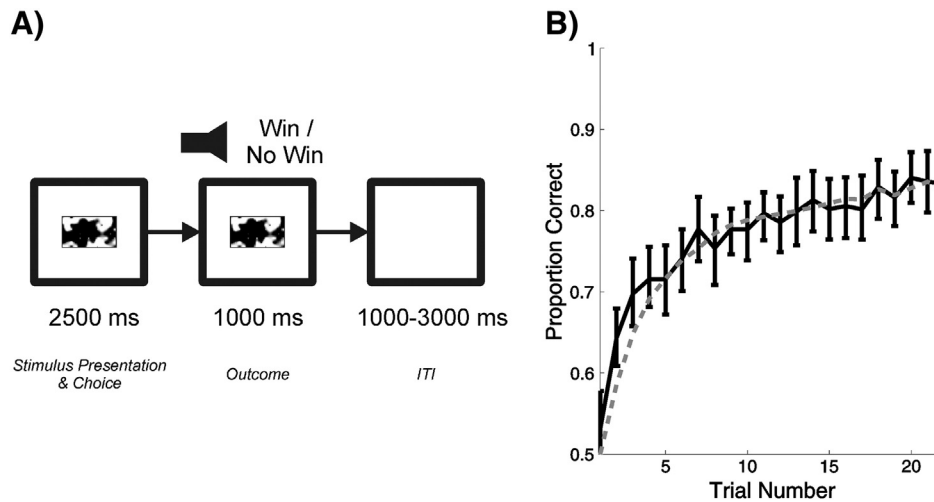 A)
Win /
No Win
2500 ms
1000 ms
1000-3000 ms
Stimulus Presentation
& Choice
Outcome
ITI
B)
Proportion Correct
1
0.9
0.8
0.7
0.6
0.5
5
10
15
20
Trial Number